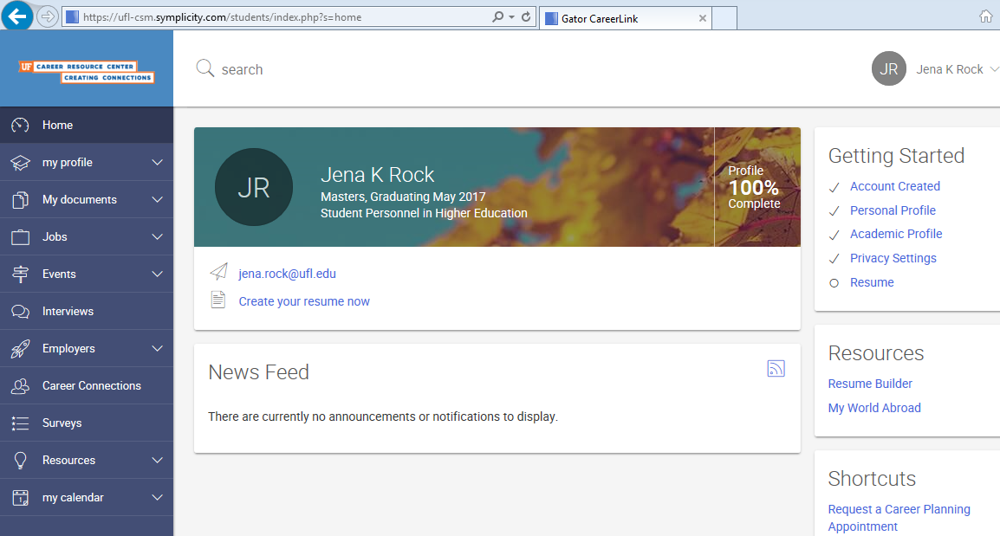 https://ufl-csm.symplicity.com/students/index.php?s=home
Gator CareerLink
UF CAREER RESOURCE CENTER
CREATING CONNECTIONS
search
JR
Jena K Rock
Home
my profile
My documents
Jobs
Events
Interviews
Employers
Career Connections
Surveys
Resources
1
my calendar
JR
Jena K Rock
Masters, Graduating May 2017
Student Personnel in Higher Education
Profile
100%
Complete
jena.rock@ufl.edu
Create your resume now
News Feed
There are currently no announcements or notifications to display.
Getting Started
Account Created
Personal Profile
Academic Profile
Privacy Settings
Resume
Resources
Resume Builder
My World Abroad
Shortcuts
Request a Career Planning
Appointment